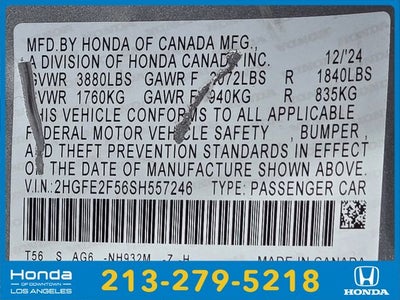 MFD.BY HONDA OF CANADA MFG.,
A DIVISION OF HONDA CANADA INC. 12/'24
GVWR 3880LBS GAWR F 2072LBS R 1840LBS
GVWR 1760KG GAWR F 940KG R 835KG
THIS VEHICLE CONFORMS TO ALL APPLICABLE
FEDERAL MOTOR VEHICLE SAFETY , BUMPER ,
AND THEFT PREVENTION STANDARDS IN EFFECT
ON THE DATE OF MANUFACTURE SHOWN ABOVE.
V.I.N: 2HGFE2F56SH557246 TYPE: PASSENGER CAR
T56 S AG6 -NH932M -Z H MADE IN CANADA
Honda
OF DOWNTOWN
LOS ANGELES
213-279-5218
HONDA